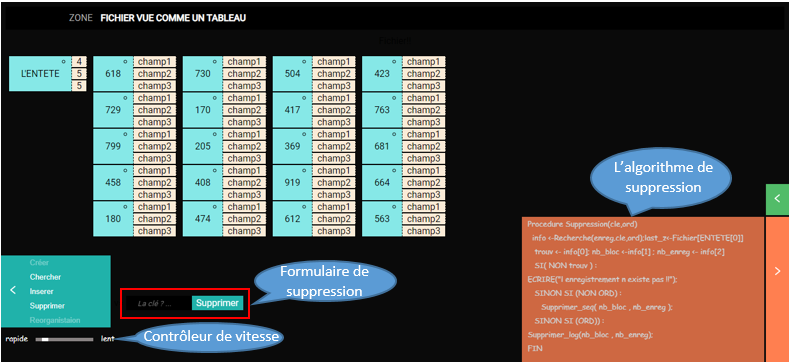 ZONE FICHIER VUE COMME UN TABLEAU
L'ENTETE 4 5 5
618 champ1 champ2 champ3 730 champ1 champ2 champ3 504 champ1 champ2 champ3 423 champ1 champ2 champ3
729 champ1 champ2 champ3 170 champ1 champ2 champ3 417 champ1 champ2 champ3 763 champ1 champ2 champ3
799 champ1 champ2 champ3 205 champ1 champ2 champ3 369 champ1 champ2 champ3 681 champ1 champ2 champ3
458 champ1 champ2 champ3 408 champ1 champ2 champ3 919 champ1 champ2 champ3 664 champ1 champ2 champ3
180 champ1 champ2 champ3 474 champ1 champ2 champ3 612 champ1 champ2 champ3 563 champ1 champ2 champ3
L'algorithme de
suppression
Procedure Suppression(cle,ord)
info <-Recherche(enreg,cle,ord);last_z<-Fichier[ENTETE[0]]
trouv <- info[0]; nb_bloc <-info[1] ; nb_enreg <- info[2]
SI( NON trouv ) :
ECRIRE("l enregistrement n existe pas !!");
SINON SI (NON ORD) :
Supprimer_seq( nb_bloc , nb_enreg );
SINON SI (ORD)) :
Supprimer_log(nb_bloc , nb_enreg);
FIN
Créer
Chercher
Inserer
Supprimer
Reorganistaion
Formulaire de
suppression
La clé ? ... Supprimer
Contrôleur de vitesse
rapide lent